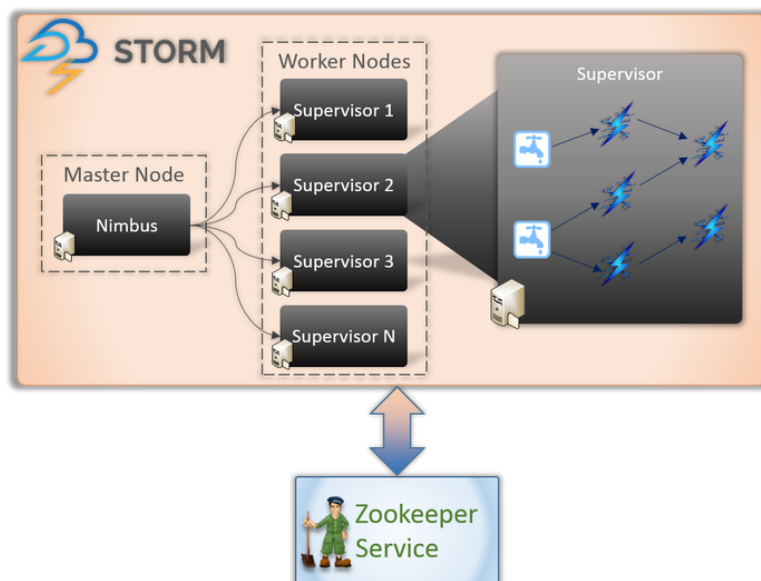 STORM
Master Node
Nimbus
Worker Nodes
Supervisor 1
Supervisor 2
Supervisor 3
Supervisor N
Supervisor
Zookeeper
Service